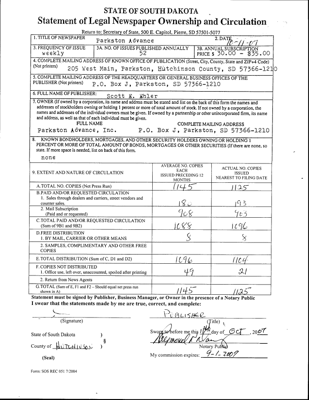 STATE OF SOUTH DAKOTA
Statement of Legal Newspaper Ownership and Circulation
Return to: Secretary of State, 500 E. Capitol, Pierre, SD 57501-5077
1. TITLE OF NEWSPAPER
Parkston Advance
2. DATE
3. FREQUENCY OF ISSUE
weekly
3A. NO. OF ISSUES PUBLISHED ANNUALLY
52
3B. ANNUAL SUBSCRIPTION
PRICE $ 30.00 - $35.00
4. COMPLETE MAILING ADDRESS OF KNOWN OFFICE OF PUBLICATION (Street, City, County, State and ZIP+4 Code)
(Not printers)
205 West Main, Parkston, Hutchinson County, SD 57366-1210
5. COMPLETE MAILING ADDRESS OF THE HEADQUARTERS OR GENERAL BUSINESS OFFICES OF THE
PUBLISHER (Not printers)
P.O. Box J, Parkston, SD 57366-1210
6. FULL NAME OF PUBLISHER:
Scott E. Ehler
7. OWNER (If owned by a corporation, its name and address must be stated and list on the back of this form the names and
addresses of stockholders owning or holding 1 percent or more of total amount of stock. If not owned by a corporation, the
names and addresses of the individual owners must be given. If owned by a partnership or other unincorporated firm, its name
and address, as well as that of each individual must be given.
FULL NAME COMPLETE MAILING ADDRESS
Parkston Advance, Inc. P.O. Box J, Parkston, SD 57366-1210
8. KNOWN BONDHOLDERS, MORTGAGES, AND OTHER SECURITY HOLDERS OWNING OR HOLDING 1
PERCENT OR MORE OF TOTAL AMOUNT OF BONDS, MORTGAGES OR OTHER SECURITIES (If there are none, so
state. If more space is needed, list on back of this form.
none
9. EXTENT AND NATURE OF CIRCULATION
AVERAGE NO. COPIES
EACH
ISSUED PRECEDING 12
MONTHS
ACTUAL NO. COPIES
ISSUED
NEAREST TO FILING DATE
A. TOTAL NO. COPIES (Net Press Run) 1145 1125
B. PAID AND/OR REQUESTED CIRCULATION
1. Sales through dealers and carriers, street vendors and
counter sales. 193
2. Mail Subscription
(Paid and/or requested)
C. TOTAL PAID AND/OR REQUESTED CIRCULATION
(Sum of 9B1 and 9B2) 1088 1096
D. FREE DISTRIBUTION
1. BY MAIL, CARRIER OR OTHER MEANS 8 8
2. SAMPLES, COMPLIMENTARY AND OTHER FREE
COPIES
E. TOTAL DISTRIBUTION (Sum of C, D1 and D2) 1096 1104
F. COPIES NOT DISTRIBUTED
1. Office use, left over, unaccounted, spoiled after printing 49 21
2. Return from News Agents
G. TOTAL (Sum of E, F1 and F2 – Should equal net press run
shown in A) 1145 1125
Statement must be signed by Publisher, Business Manager, or Owner in the presence of a Notary Public
I swear that the statements made by me are true, correct, and complete:
PUBLISHER
(Signature) (Title)
State of South Dakota )
§
County of HUTCHINSON )
Sworn to before me this day of Oct, 2007
Notary Public
(Seal)
My commission expires: 9-1-2009
Form: SOS REC 051 7/2004